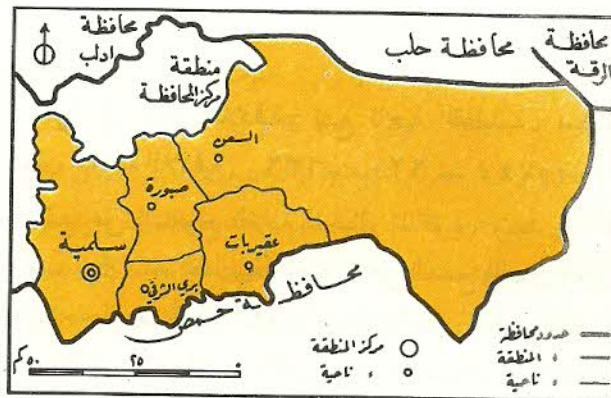 محافظة
ادلب
محافظة حلب
محافظة
الرقة
منطقة
مركز المحافظة
السعن
صبورة
سلمية
عقيربات
بري الشرقي
محافظة حمص
مركز المنطقة
، ناحية
حدود محافظة
، المنطقة
، ناحية
٥٠ كم
٢٥
٠